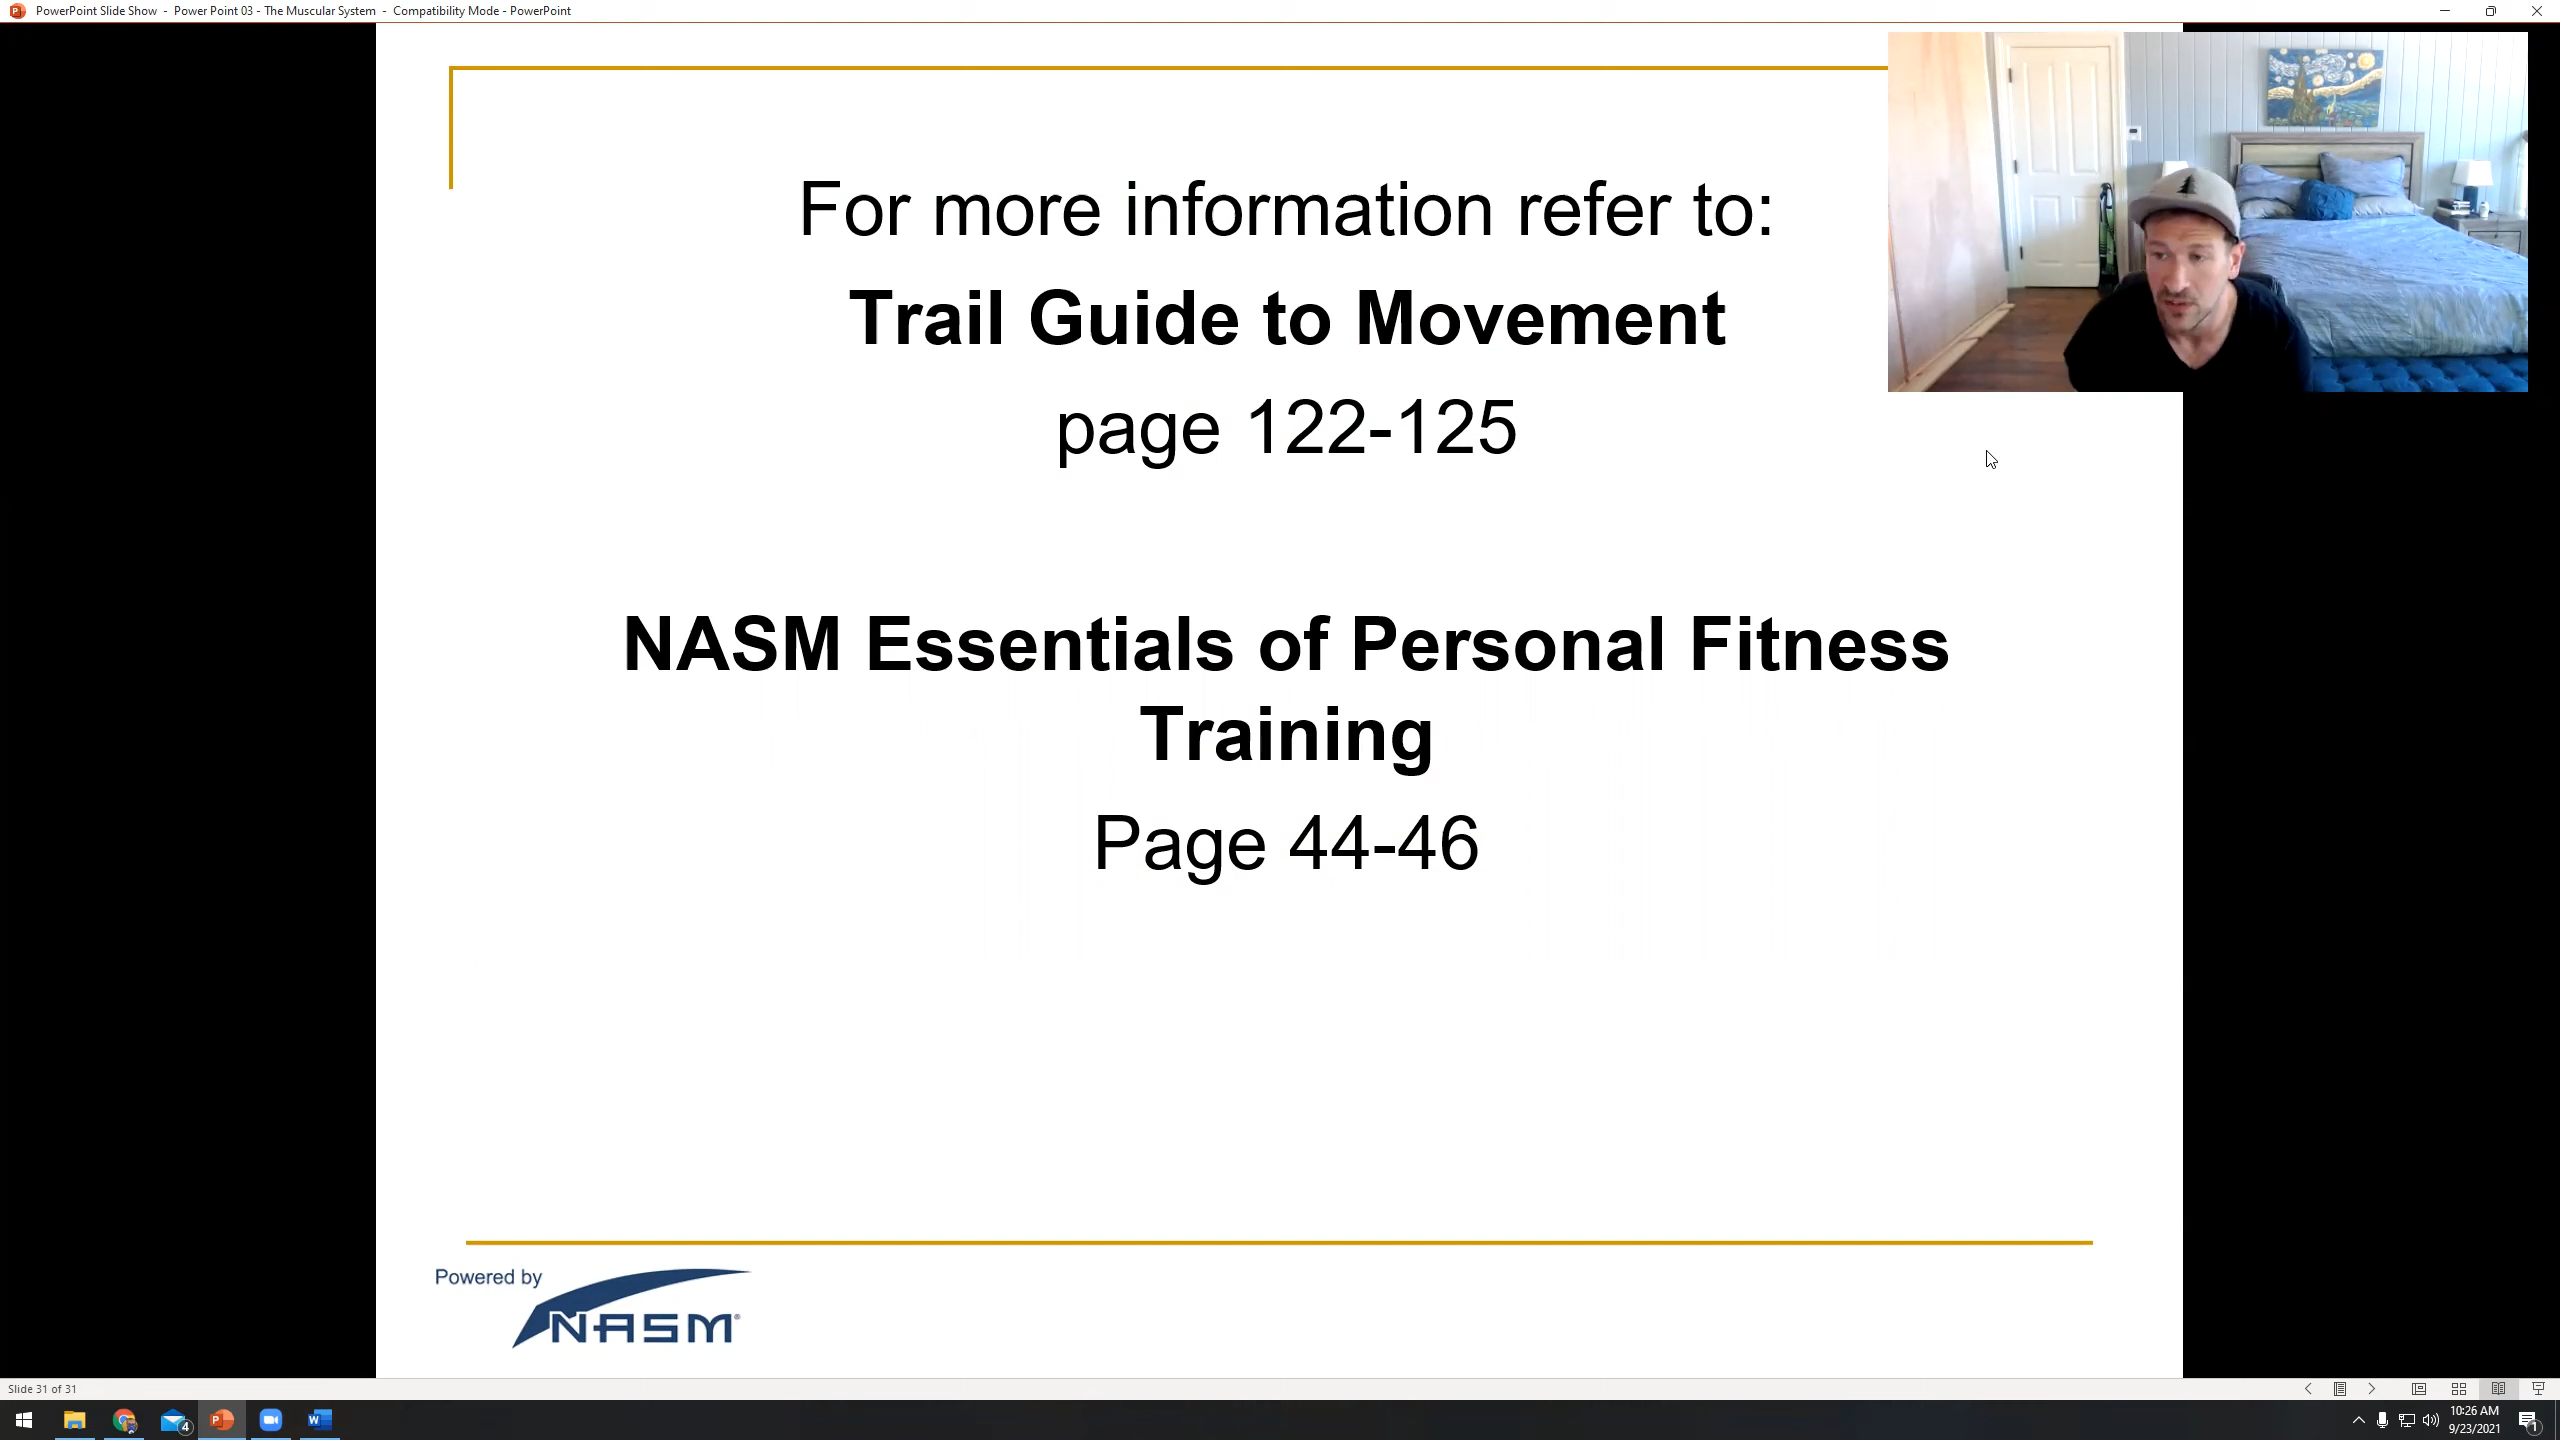 PowerPoint Slide Show - Power Point 03 - The Muscular System - Compatibility Mode - PowerPoint
For more information refer to:
Trail Guide to Movement
page 122-125
NASM Essentials of Personal Fitness
Training
Page 44-46
Powered by
NASM®
Slide 31 of 31
4
10:26 AM
9/23/2021
1